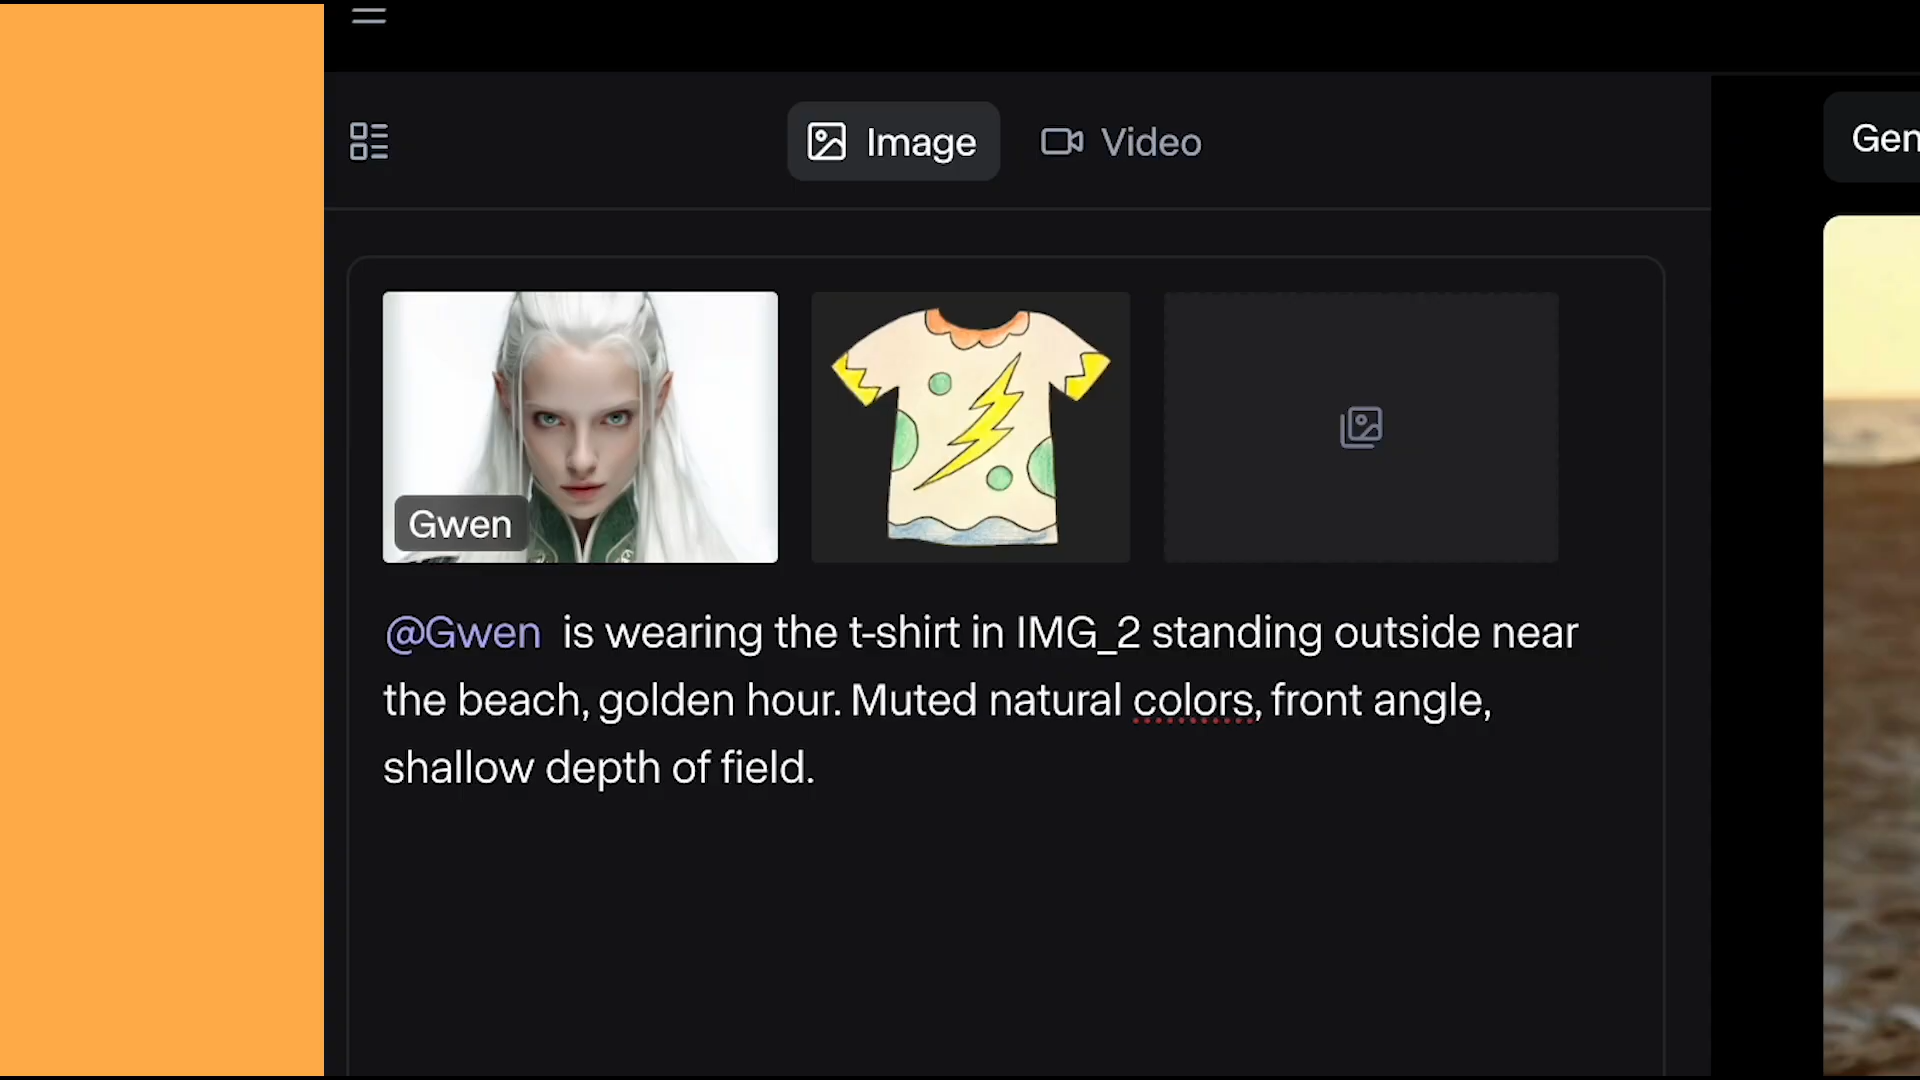 Image
Video
Gen
Gwen
@Gwen is wearing the t-shirt in IMG_2 standing outside near
the beach, golden hour. Muted natural colors, front angle,
shallow depth of field.